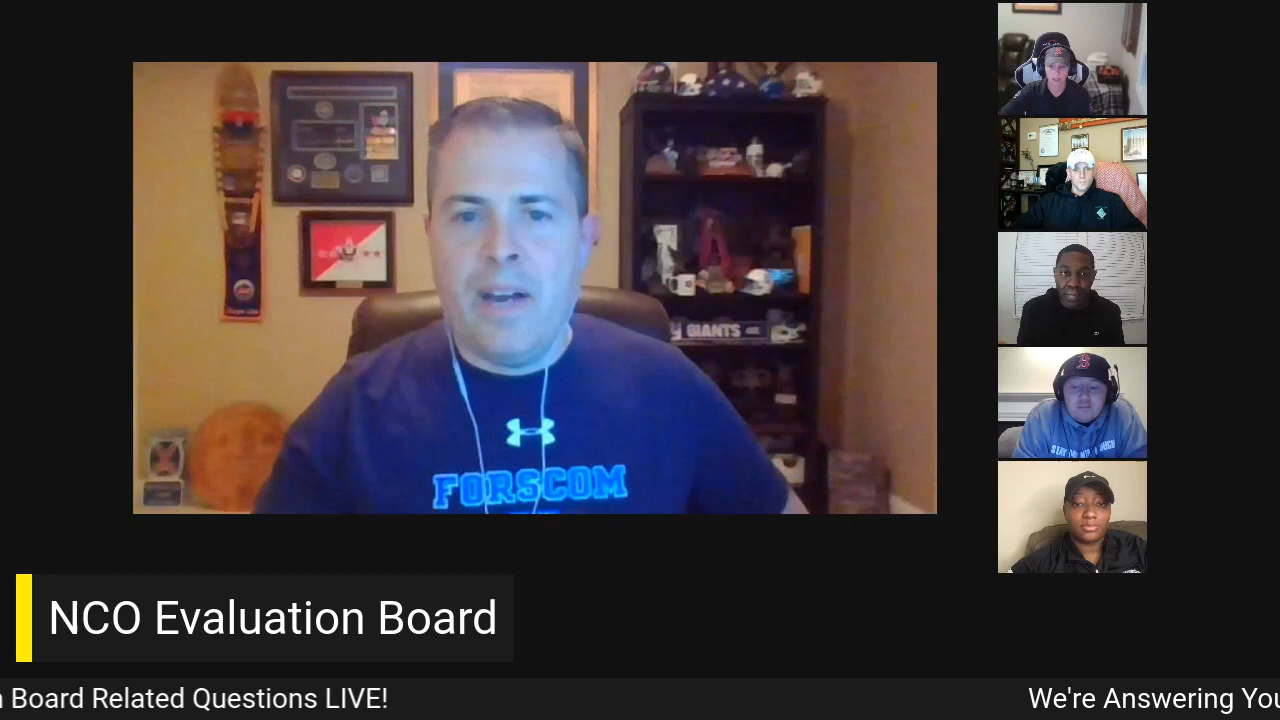 GIANTS
FORSCOM
B
NCO Evaluation Board
Board Related Questions LIVE!
We're Answering You